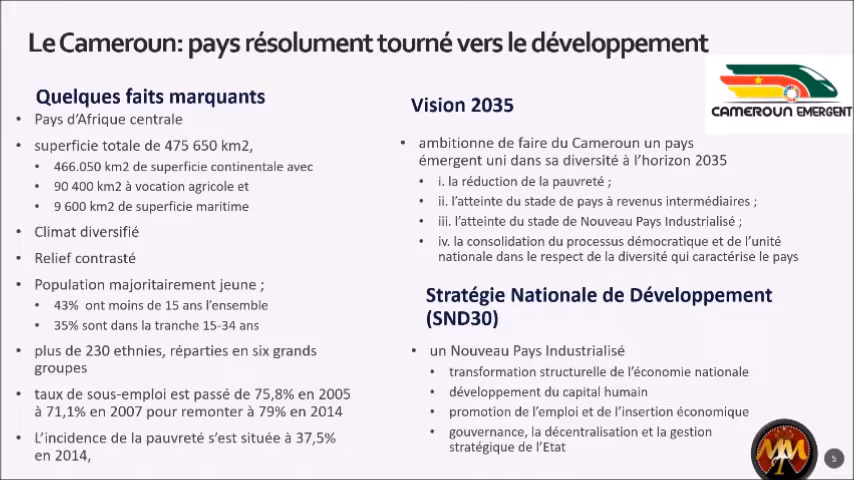 Le Cameroun: pays résolument tourné vers le développement
Quelques faits marquants
• Pays d'Afrique centrale
• superficie totale de 475 650 km2,
• 466.050 km2 de superficie continentale avec
• 90 400 km2 à vocation agricole et
• 9 600 km2 de superficie maritime
• Climat diversifié
• Relief contrasté
• Population majoritairement jeune ;
• 43% ont moins de 15 ans l'ensemble
• 35% sont dans la tranche 15-34 ans
• plus de 230 ethnies, réparties en six grands
groupes
• taux de sous-emploi est passé de 75,8% en 2005
à 71,1% en 2007 pour remonter à 79% en 2014
• L'incidence de la pauvreté s'est située à 37,5%
en 2014,
CAMEROUN EMERGENT
Vision 2035
• ambitionne de faire du Cameroun un pays
émergent uni dans sa diversité à l'horizon 2035
• i. la réduction de la pauvreté ;
• ii. l'atteinte du stade de pays à revenus intermédiaires ;
• iii. l'atteinte du stade de Nouveau Pays Industrialisé ;
• iv. la consolidation du processus démocratique et de l'unité
nationale dans le respect de la diversité qui caractérise le pays
Stratégie Nationale de Développement
(SND30)
• un Nouveau Pays Industrialisé
• transformation structurelle de l'économie nationale
• développement du capital humain
• promotion de l'emploi et de l'insertion économique
• gouvernance, la décentralisation et la gestion
stratégique de l'Etat
5